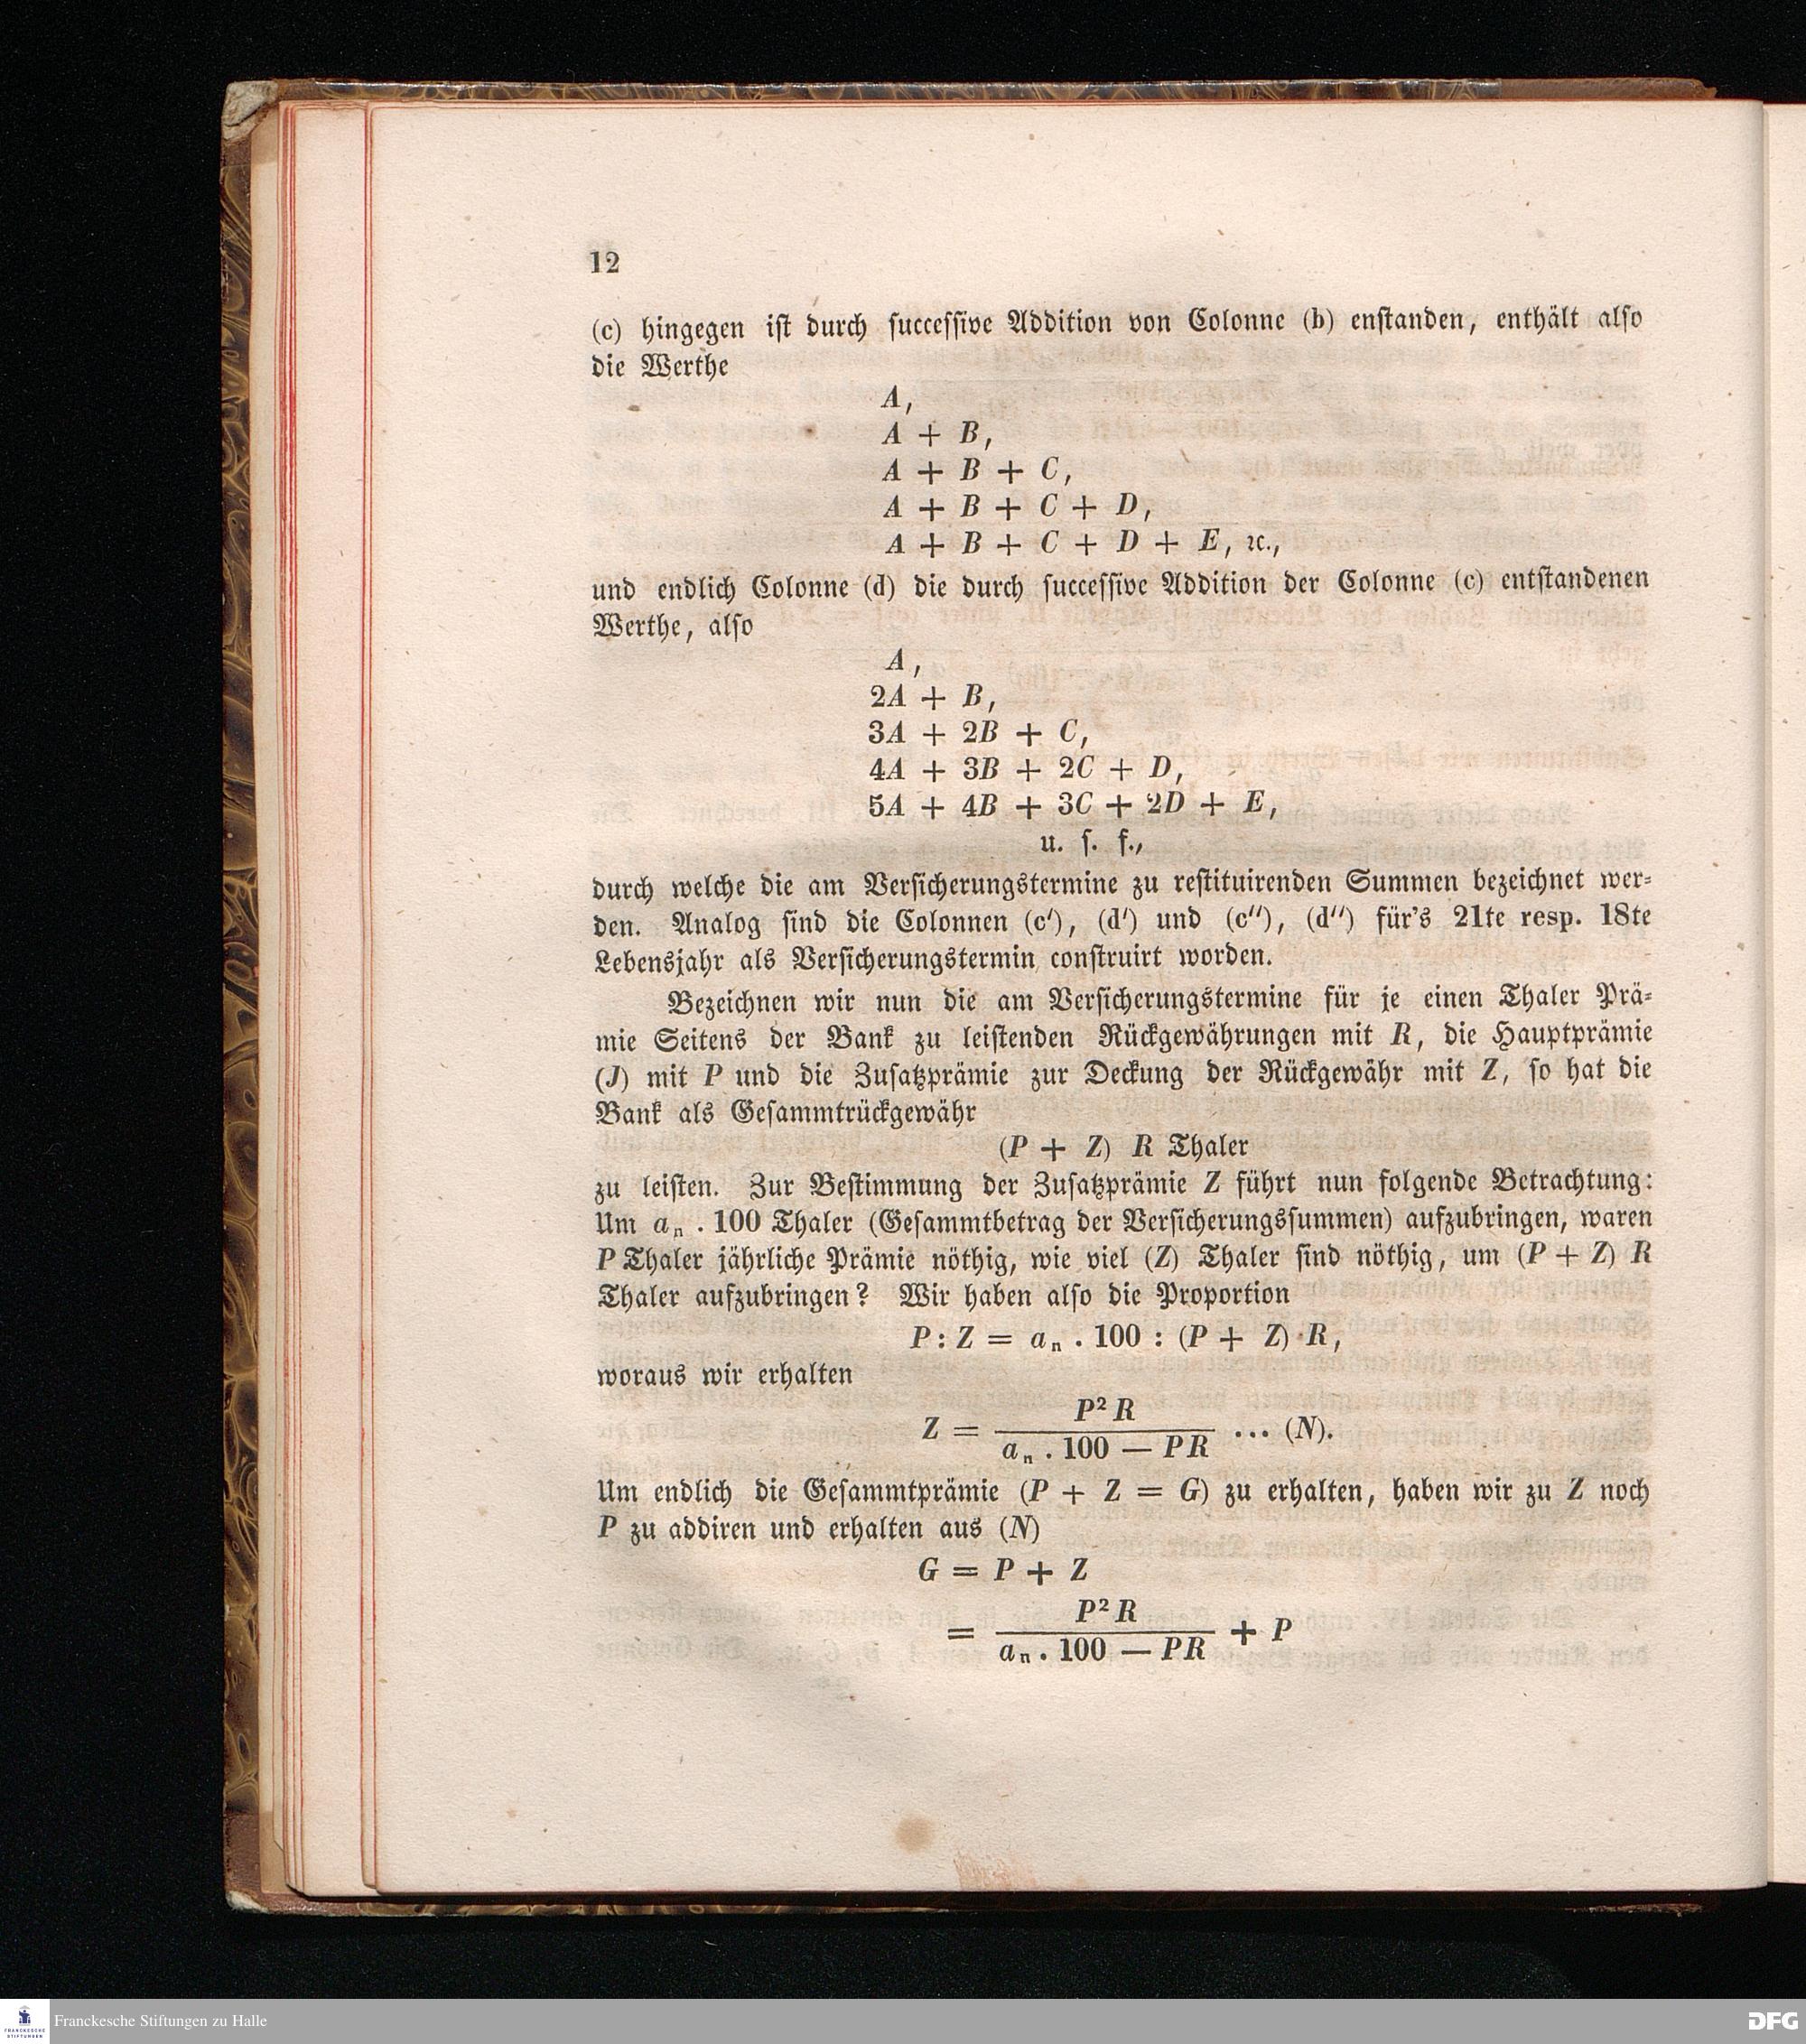 12
(c) hingegen ist durch successive Addition von Colonne (b) enstanden, enthält also
die Werthe
A,
A + B,
A + B + C,
A + B + C + D,
A + B + C + D + E, ꝛc.,
und endlich Colonne (d) die durch successive Addition der Colonne (c) entstandenen
Werthe, also
A,
2A + B,
3A + 2B + C,
4A + 3B + 2C + D,
5A + 4B + 3C + 2D + E,
u. s. f.,
durch welche die am Versicherungstermine zu restituirenden Summen bezeichnet wer-
den. Analog sind die Colonnen (c′), (d′) und (c″), (d″) für's 21te resp. 18te
Lebensjahr als Versicherungstermin construirt worden.
Bezeichnen wir nun die am Versicherungstermine für je einen Thaler Prä-
mie Seitens der Bank zu leistenden Rückgewährungen mit R, die Hauptprämie
(J) mit P und die Zusatzprämie zur Deckung der Rückgewähr mit Z, so hat die
Bank als Gesammtrückgewähr
(P + Z) R Thaler
zu leisten. Zur Bestimmung der Zusatzprämie Z führt nun folgende Betrachtung:
Um aₙ . 100 Thaler (Gesammtbetrag der Versicherungssummen) aufzubringen, waren
P Thaler jährliche Prämie nöthig, wie viel (Z) Thaler sind nöthig, um (P + Z) R
Thaler aufzubringen? Wir haben also die Proportion
P : Z = aₙ . 100 : (P + Z) R,
woraus wir erhalten
Z = P² R / aₙ . 100 — PR ... (N).
Um endlich die Gesammtprämie (P + Z = G) zu erhalten, haben wir zu Z noch
P zu addiren und erhalten aus (N)
G = P + Z
= P² R / aₙ . 100 — PR + P
FRANCKESCHE
STIFTUNGEN
Franckesche Stiftungen zu Halle
DFG